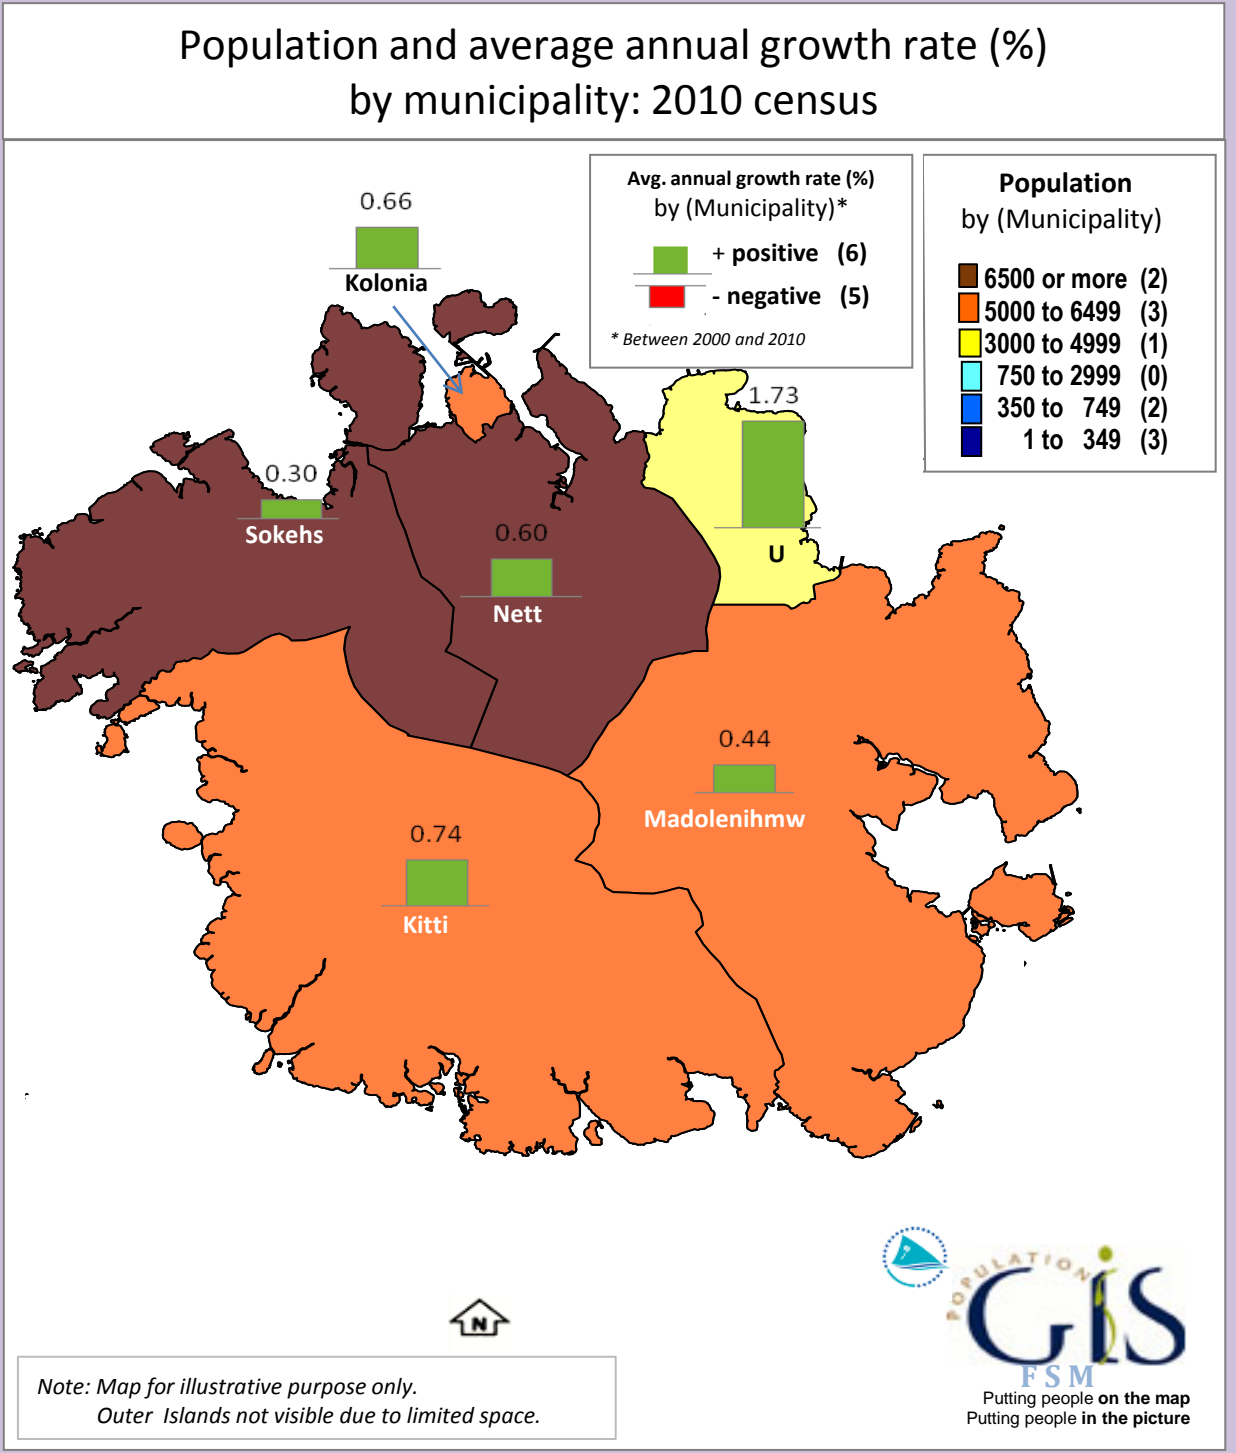 Population and average annual growth rate (%)
by municipality: 2010 census
Avg. annual growth rate (%)
by (Municipality)*
+ positive (6)
- negative (5)
* Between 2000 and 2010
Population
by (Municipality)
6500 or more (2)
5000 to 6499 (3)
3000 to 4999 (1)
750 to 2999 (0)
350 to 749 (2)
1 to 349 (3)
0.66
Kolonia
1.73
U
0.30
Sokehs
0.60
Nett
0.44
Madolenihmw
0.74
Kitti
N
POPULATION
GIS
FSM
Putting people on the map
Putting people in the picture
Note: Map for illustrative purpose only.
Outer Islands not visible due to limited space.